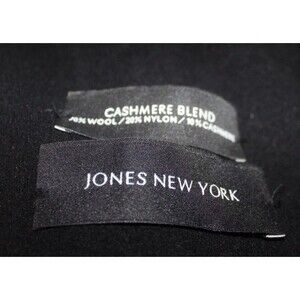 CASHMERE BLEND
WOOL/20% NYLON/10% CASHMERE
JONES NEW YORK